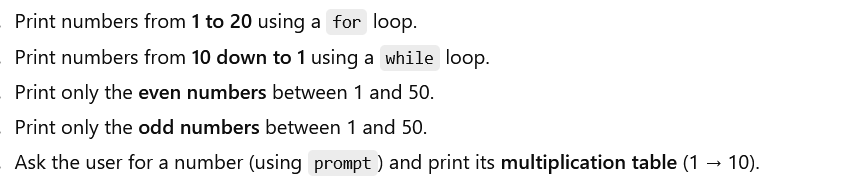 Print numbers from 1 to 20 using a for loop.
Print numbers from 10 down to 1 using a while loop.
Print only the even numbers between 1 and 50.
Print only the odd numbers between 1 and 50.
Ask the user for a number (using prompt) and print its multiplication table (1 → 10).